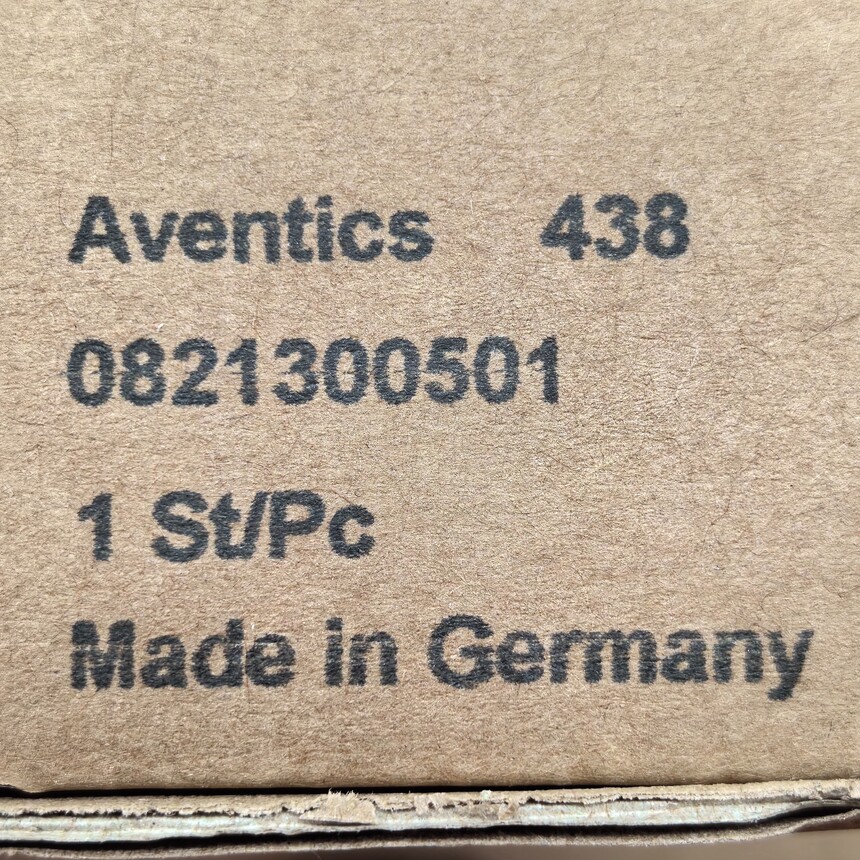 Aventics 438
0821300501
1 St/Pc
Made in Germany